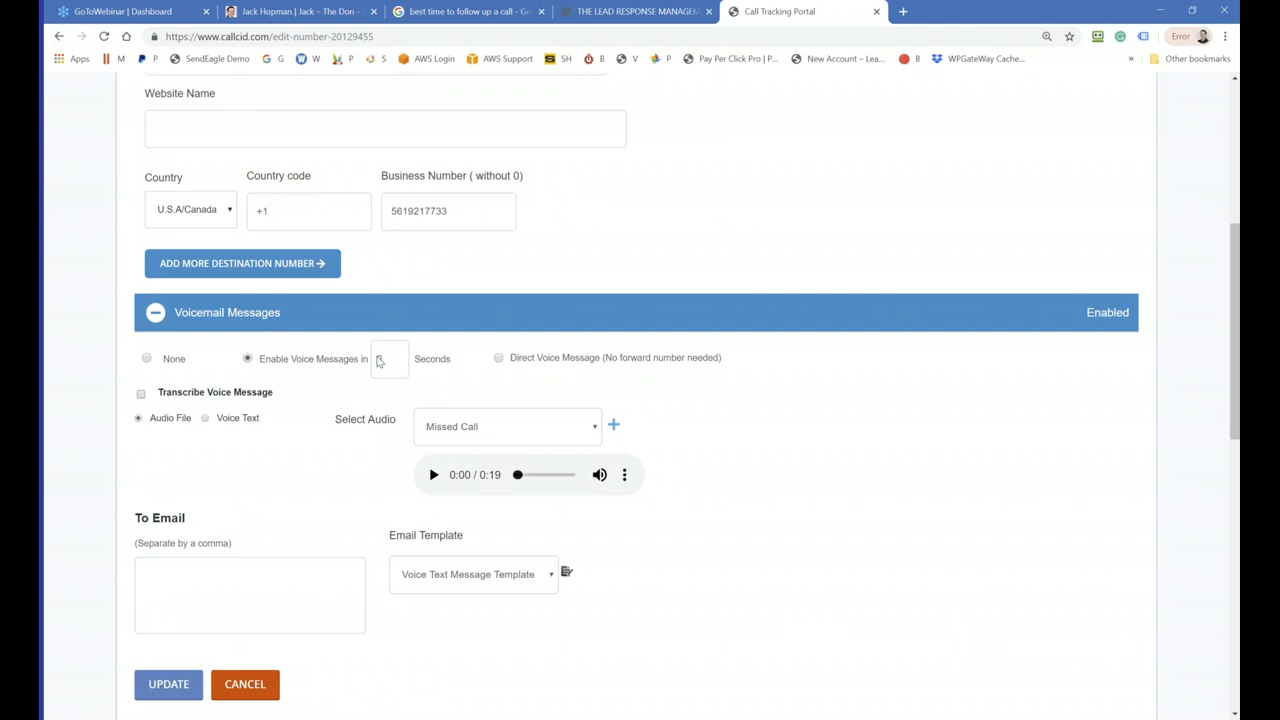 GoToWebinar | Dashboard
Jack Hopman | Jack – The Don –
best time to follow up a call - Go
THE LEAD RESPONSE MANAGEM
Call Tracking Portal
https://www.callcid.com/edit-number-20129455
Error
Apps M P SendEagle Demo G W P S AWS Login AWS Support SH B V P Pay Per Click Pro | P... New Account – Lea... B WPGateWay Cache... » Other bookmarks
Website Name
Country
Country code
Business Number ( without 0)
U.S.A/Canada
+1
5619217733
ADD MORE DESTINATION NUMBER
Voicemail Messages
Enabled
None
Enable Voice Messages in
Seconds
Direct Voice Message (No forward number needed)
Transcribe Voice Message
Audio File
Voice Text
Select Audio
Missed Call
0:00 / 0:19
To Email
(Separate by a comma)
Email Template
Voice Text Message Template
UPDATE
CANCEL